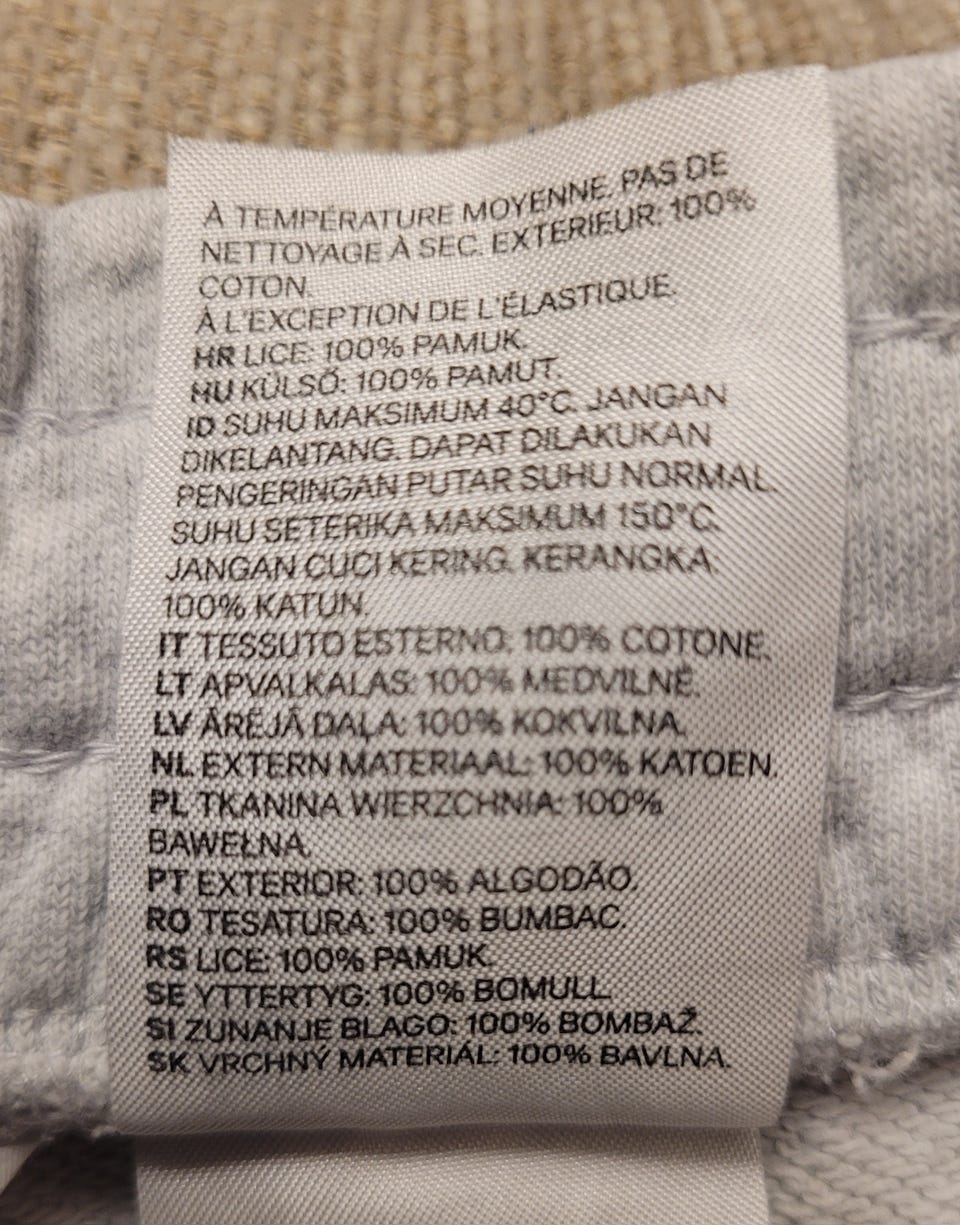 À TEMPÉRATURE MOYENNE. PAS DE
NETTOYAGE À SEC. EXTERIEUR: 100%
COTON.
À L'EXCEPTION DE L'ÉLASTIQUE.
HR LICE: 100% PAMUK.
HU KÜLSŐ: 100% PAMUT.
ID SUHU MAKSIMUM 40°C. JANGAN
DIKELANTANG. DAPAT DILAKUKAN
PENGERINGAN PUTAR SUHU NORMAL.
SUHU SETERIKA MAKSIMUM 150°C.
JANGAN CUCI KERING. KERANGKA:
100% KATUN.
IT TESSUTO ESTERNO: 100% COTONE.
LT APVALKALAS: 100% MEDVILNĖ.
LV ĀRĒJĀ DAĻA: 100% KOKVILNA.
NL EXTERN MATERIAAL: 100% KATOEN.
PL TKANINA WIERZCHNIA: 100%
BAWEŁNA.
PT EXTERIOR: 100% ALGODÃO.
RO TESATURA: 100% BUMBAC.
RS LICE: 100% PAMUK.
SE YTTERTYG: 100% BOMULL.
SI ZUNANJE BLAGO: 100% BOMBAŽ.
SK VRCHNÝ MATERIÁL: 100% BAVLNA.